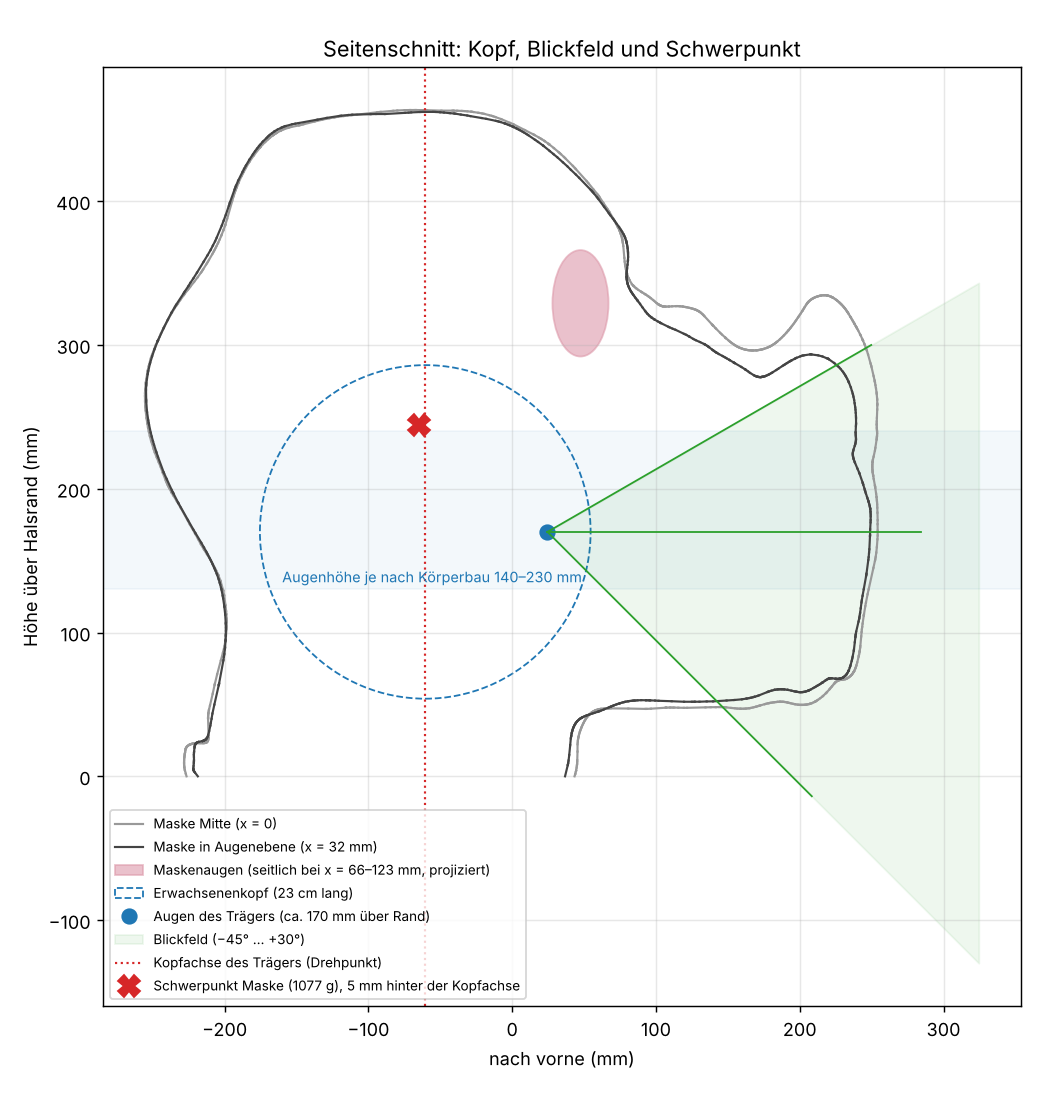 Seitenschnitt: Kopf, Blickfeld und Schwerpunkt
Höhe über Halsrand (mm)
400
300
200
100
0
−100
Augenhöhe je nach Körperbau 140–230 mm
Maske Mitte (x = 0)
Maske in Augenebene (x = 32 mm)
Maskenaugen (seitlich bei x = 66–123 mm, projiziert)
Erwachsenenkopf (23 cm lang)
Augen des Trägers (ca. 170 mm über Rand)
Blickfeld (−45° … +30°)
Kopfachse des Trägers (Drehpunkt)
Schwerpunkt Maske (1077 g), 5 mm hinter der Kopfachse
−200 −100 0 100 200 300
nach vorne (mm)